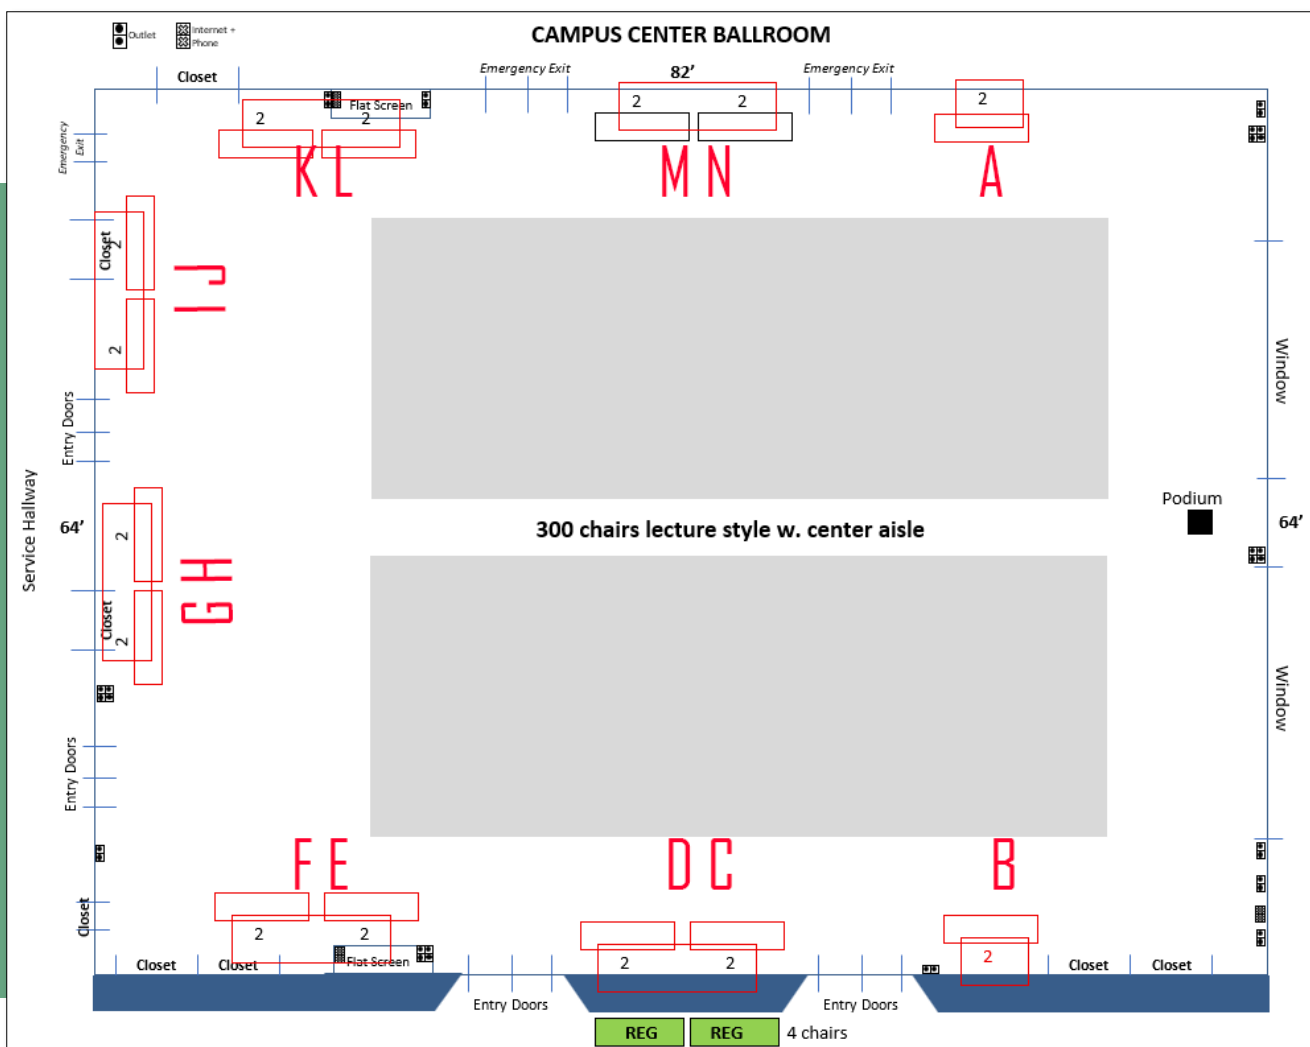 CAMPUS CENTER BALLROOM
Outlet
Internet +
Phone
Closet
Emergency Exit
82'
Emergency Exit
Flat Screen
2
2
2
2
2
Emergency
Exit
K L
M N
A
Closet
2
2
I J
Entry Doors
Window
Service Hallway
64'
Podium
64'
300 chairs lecture style w. center aisle
2
2
G H
Closet
Window
Entry Doors
F E
D C
B
Closet
2
2
2
2
2
Closet
Closet
Flat Screen
Closet
Closet
Entry Doors
Entry Doors
REG
REG
4 chairs